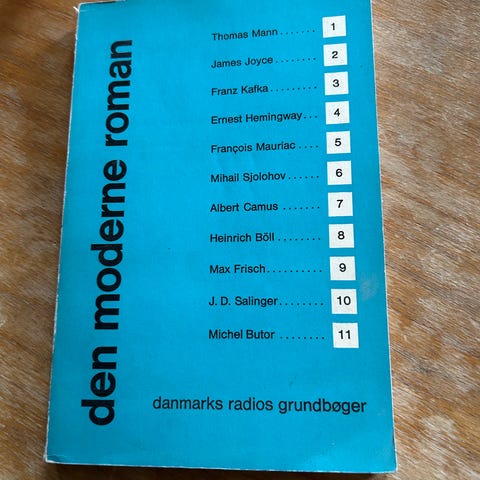 den moderne roman
Thomas Mann....... 1
James Joyce........ 2
Franz Kafka......... 3
Ernest Hemingway... 4
François Mauriac .... 5
Mihail Sjolohov...... 6
Albert Camus ....... 7
Heinrich Böll ........ 8
Max Frisch.......... 9
J. D. Salinger........ 10
Michel Butor ........ 11
danmarks radios grundbøger